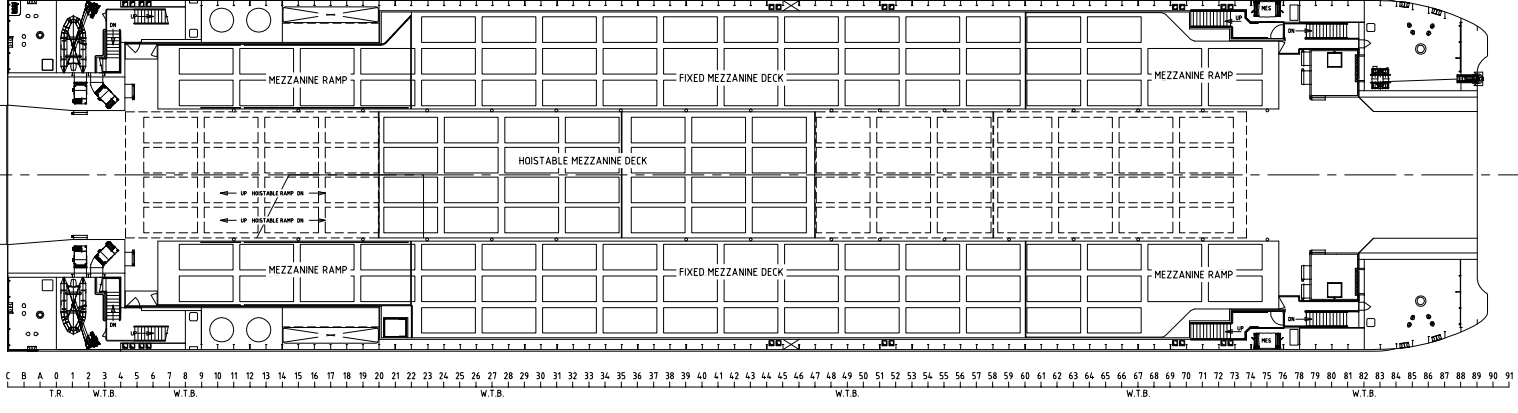 UP
DN
MES
UP
DN
MEZZANINE RAMP
FIXED MEZZANINE DECK
MEZZANINE RAMP
HOISTABLE MEZZANINE DECK
UP HOISTABLE RAMP DN
UP HOISTABLE RAMP DN
MEZZANINE RAMP
FIXED MEZZANINE DECK
MEZZANINE RAMP
DN
UP
DN
UP
MES
C B A 0 1 2 3 4 5 6 7 8 9 10 11 12 13 14 15 16 17 18 19 20 21 22 23 24 25 26 27 28 29 30 31 32 33 34 35 36 37 38 39 40 41 42 43 44 45 46 47 48 49 50 51 52 53 54 55 56 57 58 59 60 61 62 63 64 65 66 67 68 69 70 71 72 73 74 75 76 77 78 79 80 81 82 83 84 85 86 87 88 89 90 91
T.R. W.T.B. W.T.B. W.T.B. W.T.B. W.T.B. W.T.B.